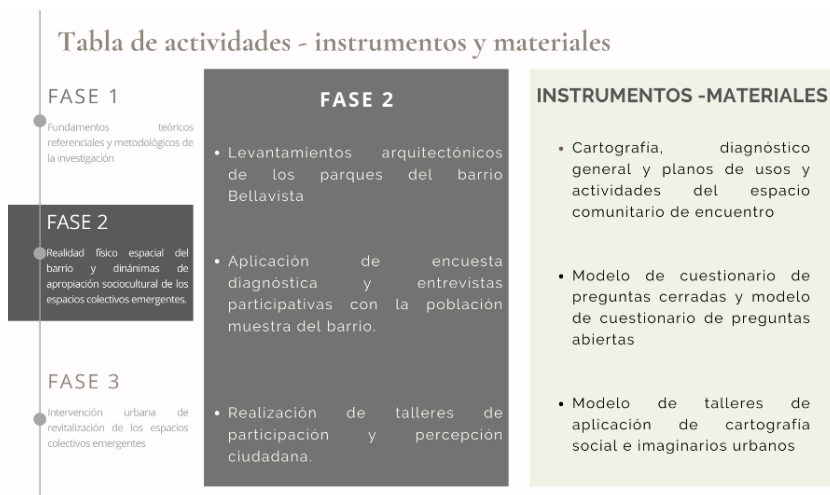 Tabla de actividades - instrumentos y materiales
FASE 1
Fundamentos teóricos
referenciales y metodológicos de
la investigación
FASE 2
Realidad físico espacial del
barrio y dinánimas de
apropiación sociocultural de los
espacios colectivos emergentes.
FASE 3
Intervención urbana de
revitalización de los espacios
colectivos emergentes
FASE 2
• Levantamientos arquitectónicos
de los parques del barrio
Bellavista
• Aplicación de encuesta
diagnóstica y entrevistas
participativas con la población
muestra del barrio.
• Realización de talleres de
participación y percepción
ciudadana.
INSTRUMENTOS -MATERIALES
• Cartografia, diagnóstico
general y planos de usos y
actividades del espacio
comunitario de encuentro
• Modelo de cuestionario de
preguntas cerradas y modelo
de cuestionario de preguntas
abiertas
• Modelo de talleres de
aplicación de cartografía
social e imaginarios urbanos